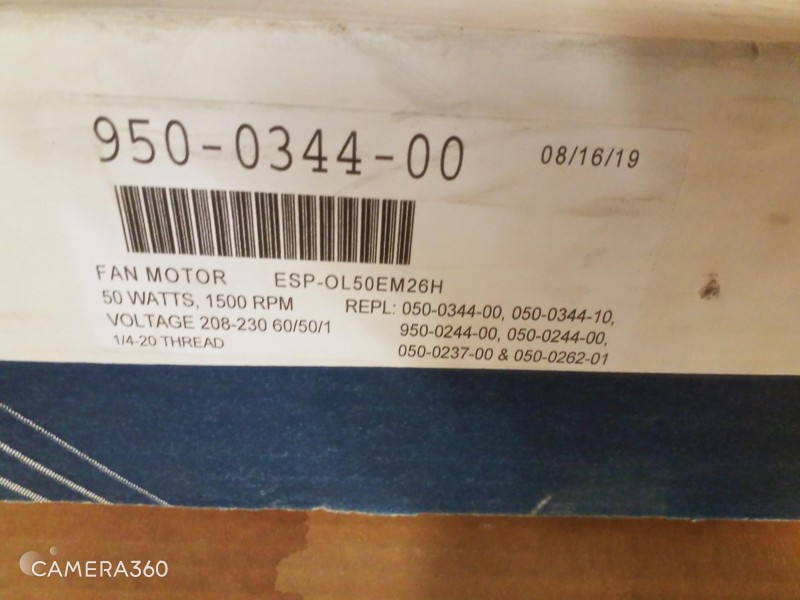 950-0344-00 08/16/19
FAN MOTOR ESP-OL50EM26H
50 WATTS, 1500 RPM REPL: 050-0344-00, 050-0344-10,
VOLTAGE 208-230 60/50/1 950-0244-00, 050-0244-00,
1/4-20 THREAD 050-0237-00 & 050-0262-01
CAMERA360